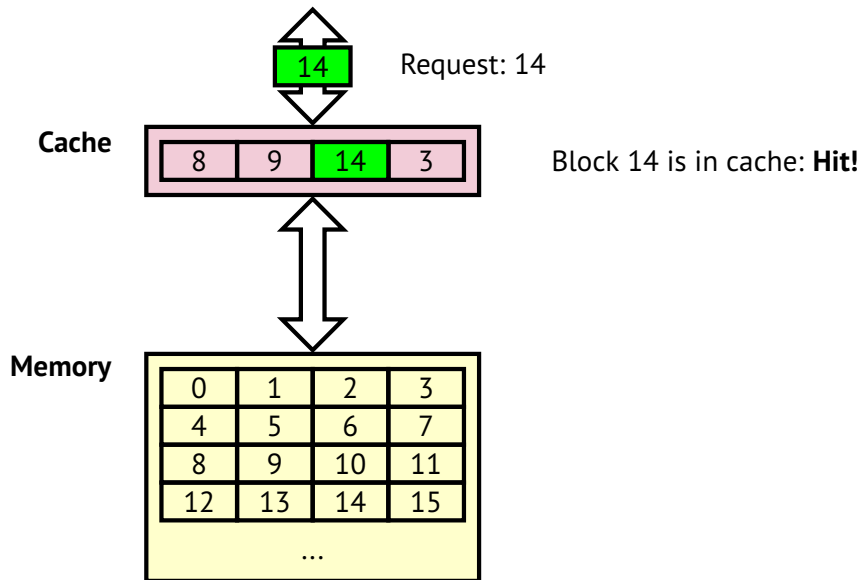 14 Request: 14
Cache
8 9 14 3 Block 14 is in cache: Hit!
Memory
0 1 2 3
4 5 6 7
8 9 10 11
12 13 14 15
...